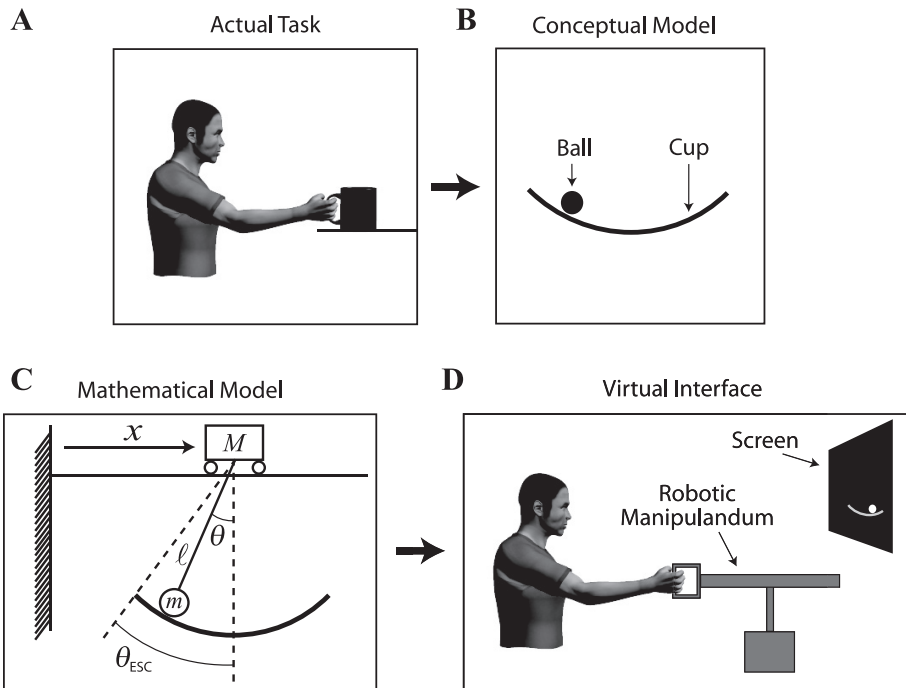 A
Actual Task
B
Conceptual Model
Ball
Cup
C
Mathematical Model
x
M
θ
ℓ
m
θESC
D
Virtual Interface
Screen
Robotic
Manipulandum